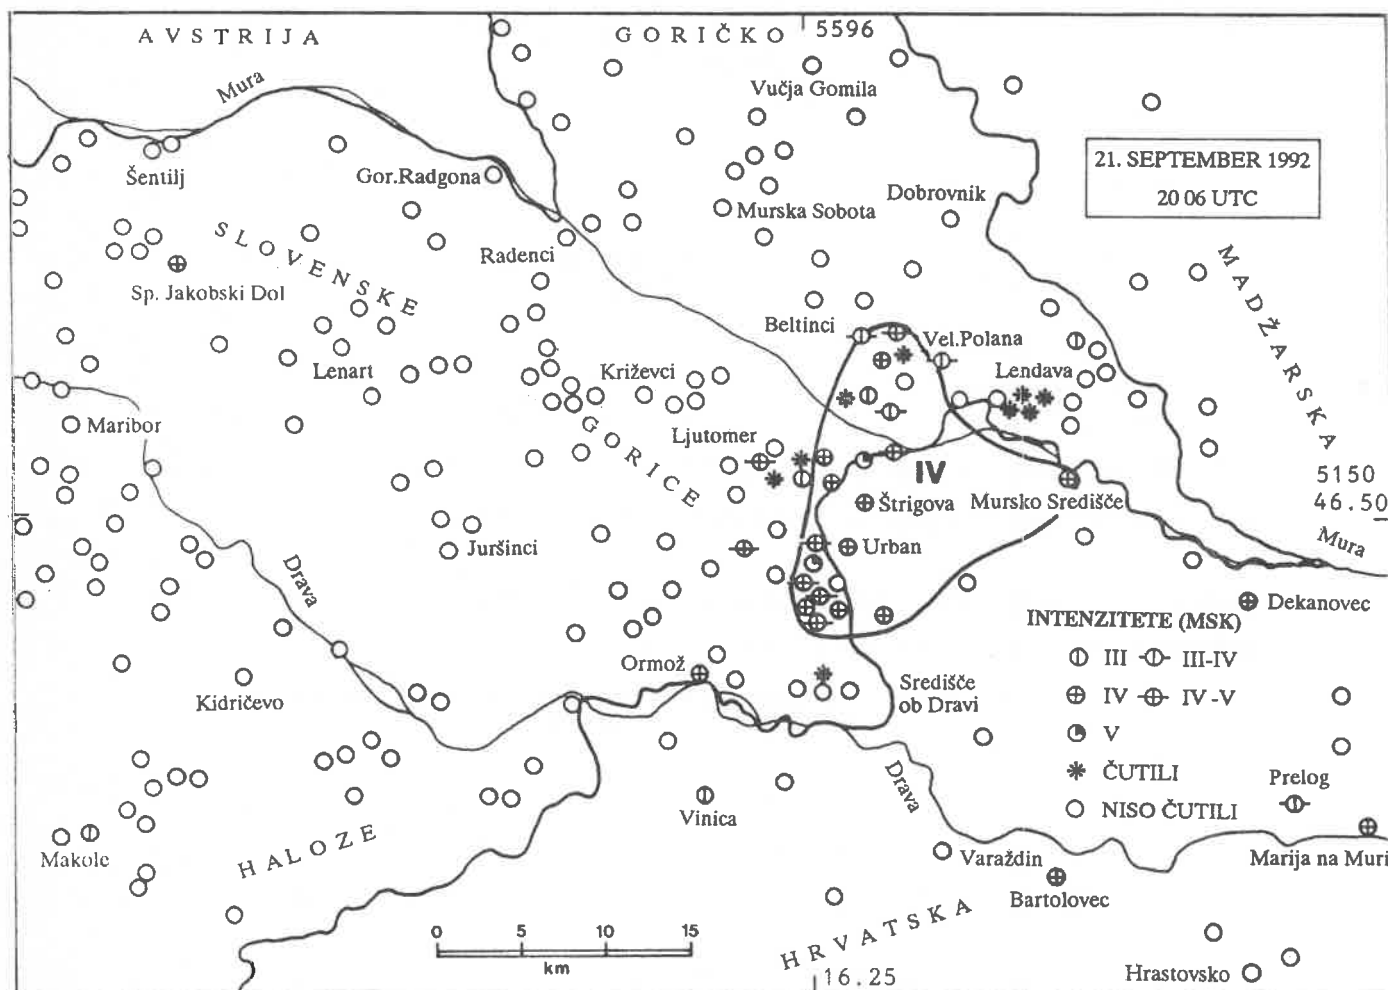 AVSTRIJA
GORIČKO
5596
Mura
Vučja Gomila
21. SEPTEMBER 1992
20 06 UTC
Šentilj
Gor.Radgona
Dobrovnik
Murska Sobota
SLOVENSKE
GORICE
Radenci
MADŽARSKA
Sp. Jakobski Dol
Beltinci
Vel.Polana
Lenart
Križevci
Lendava
Maribor
Ljutomer
IV
5150
Štrigova
Mursko Središče
46.50
Juršinci
Urban
Mura
Drava
Dekanovec
INTENZITETE (MSK)
III III-IV
IV IV-V
V
ČUTILI
NISO ČUTILI
Ormož
Središče
ob Dravi
Kidričevo
Drava
Prelog
Vinica
Makole
HALOZE
Varaždin
Marija na Muri
Bartolovec
HRVATSKA
0 5 10 15
km
16.25
Hrastovsko